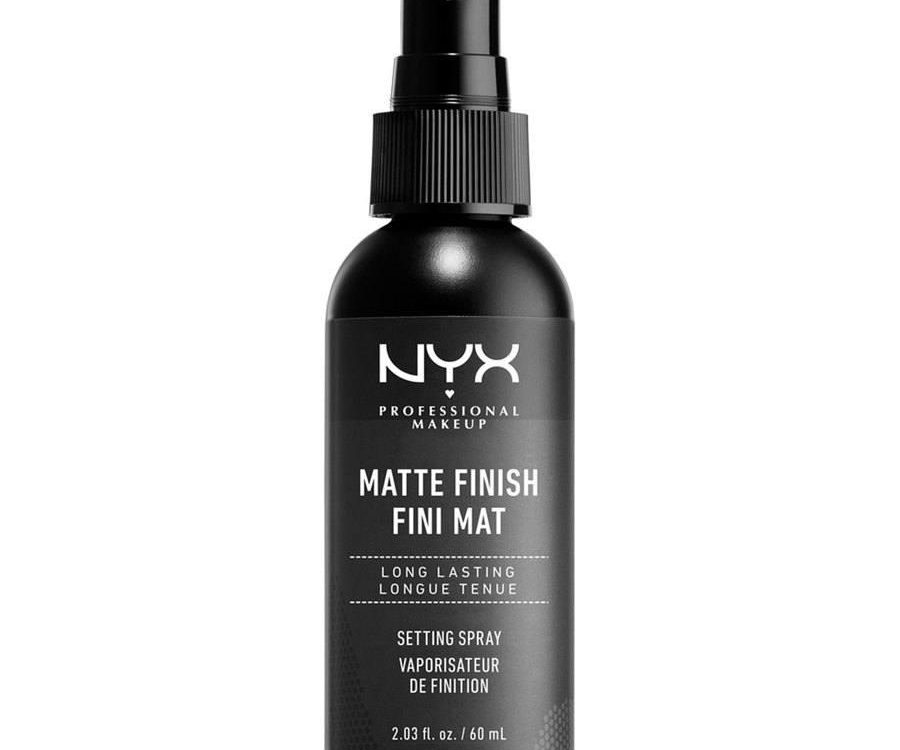 NYX
PROFESSIONAL
MAKEUP
MATTE FINISH
FINI MAT
LONG LASTING
LONGUE TENUE
SETTING SPRAY
VAPORISATEUR
DE FINITION
2.03 fl. oz. / 60 mL